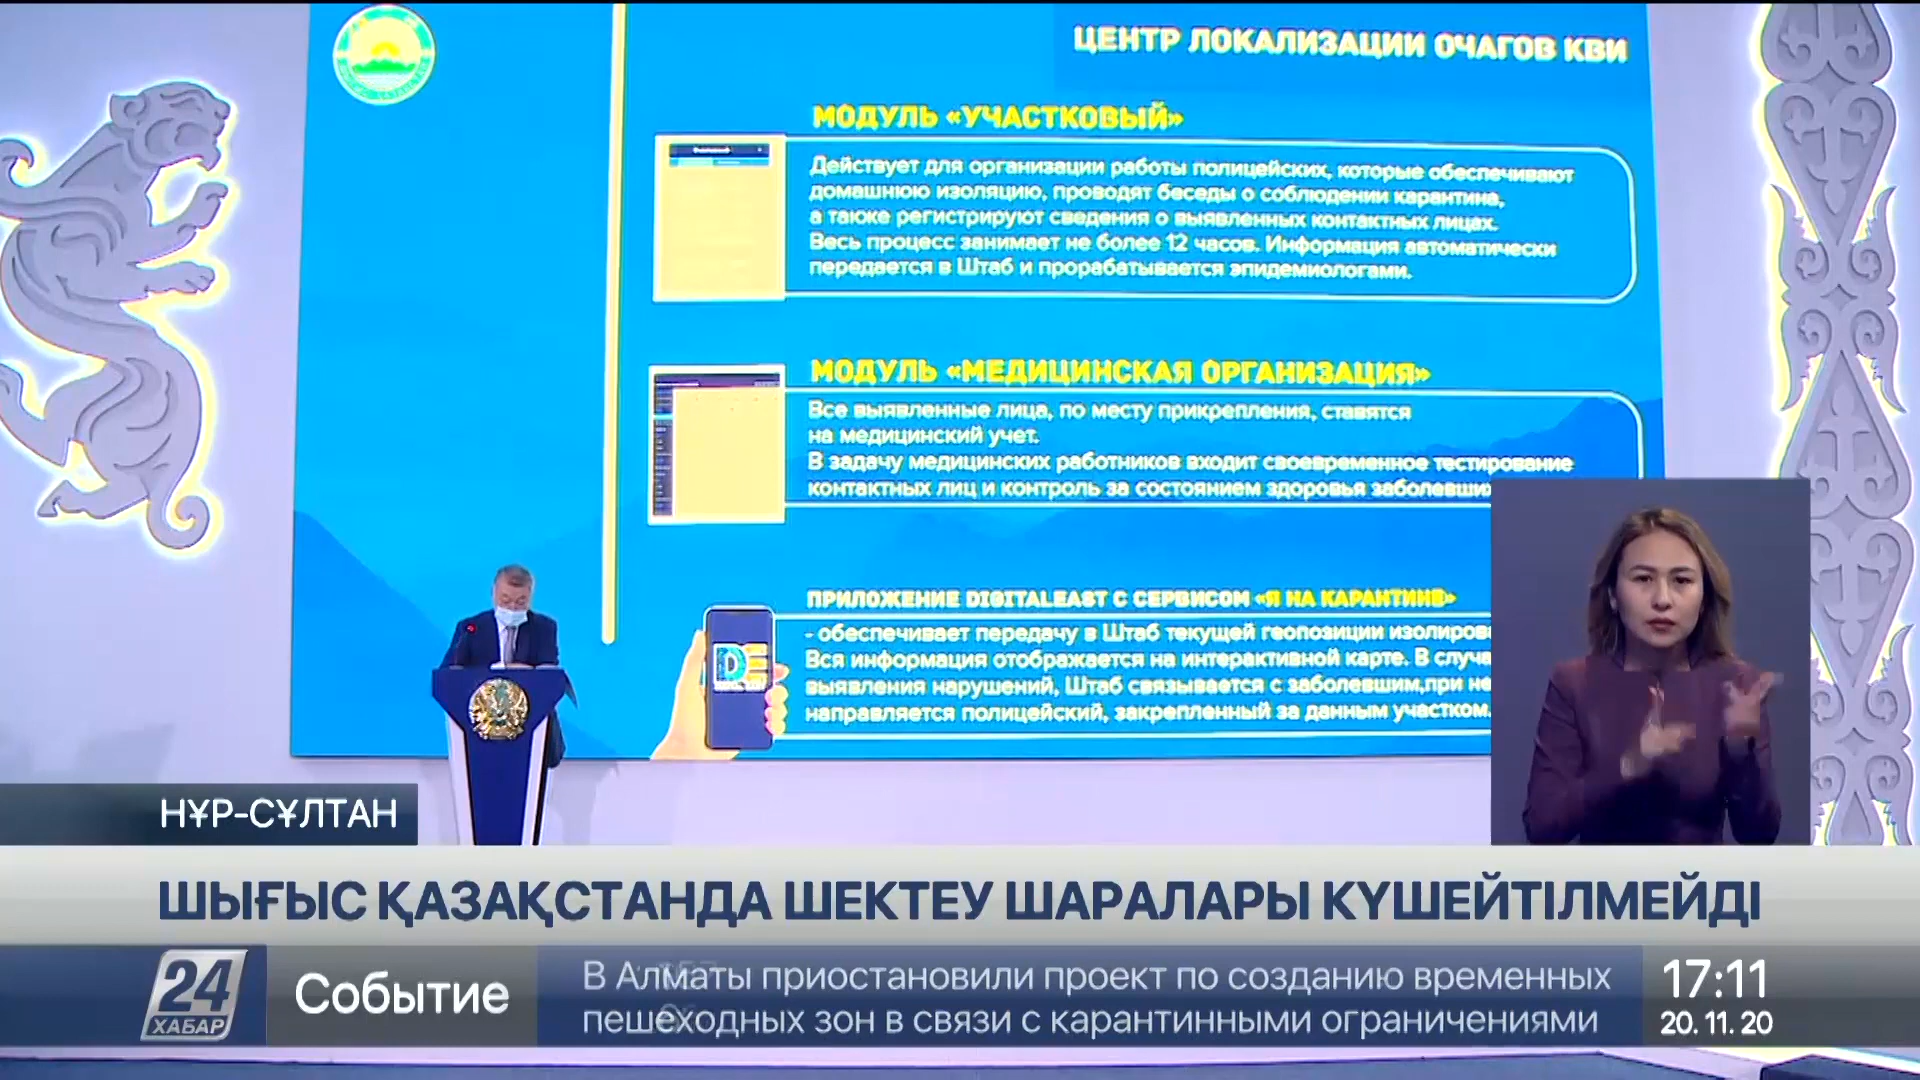 ЦЕНТР ЛОКАЛИЗАЦИИ ОЧАГОВ КВИ
МОДУЛЬ «УЧАСТКОВЫЙ»
Действует для организации работы полицейских, которые обеспечивают
домашнюю изоляцию, проводят беседы о соблюдении карантина,
а также регистрируют сведения о выявленных контактных лицах.
Весь процесс занимает не более 12 часов. Информация автоматически
передается в Штаб и прорабатывается эпидемиологами.
МОДУЛЬ «МЕДИЦИНСКАЯ ОРГАНИЗАЦИЯ»
Все выявленные лица, по месту прикрепления, ставятся
на медицинский учет.
В задачу медицинских работников входит своевременное тестирование
контактных лиц и контроль за состоянием здоровья заболевши
ПРИЛОЖЕНИЕ DIGITALEAST С СЕРВИСОМ «Я НА КАРАНТИНЕ»
- обеспечивает передачу в Штаб текущей геопозиции изолиров
Вся информация отображается на интерактивной карте. В случа
выявления нарушений, Штаб связывается с заболевшим,при не
направляется полицейский, закрепленный за данным участком.
DE
НҰР-СҰЛТАН
ШЫҒЫС ҚАЗАҚСТАНДА ШЕКТЕУ ШАРАЛАРЫ КҮШЕЙТІЛМЕЙДІ
24
ХАБАР
Событие
В Алматы приостановили проект по созданию временных
пешеходных зон в связи с карантинными ограничениями
17:11
20. 11. 20